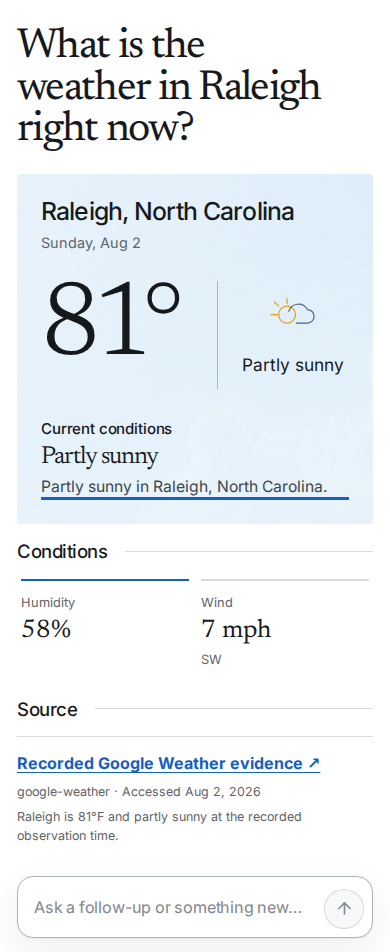 What is the
weather in Raleigh
right now?
Raleigh, North Carolina
Sunday, Aug 2
81°
Partly sunny
Current conditions
Partly sunny
Partly sunny in Raleigh, North Carolina.
Conditions
Humidity
58%
Wind
7 mph
SW
Source
Recorded Google Weather evidence ↗
google-weather · Accessed Aug 2, 2026
Raleigh is 81°F and partly sunny at the recorded
observation time.
Ask a follow-up or something new...